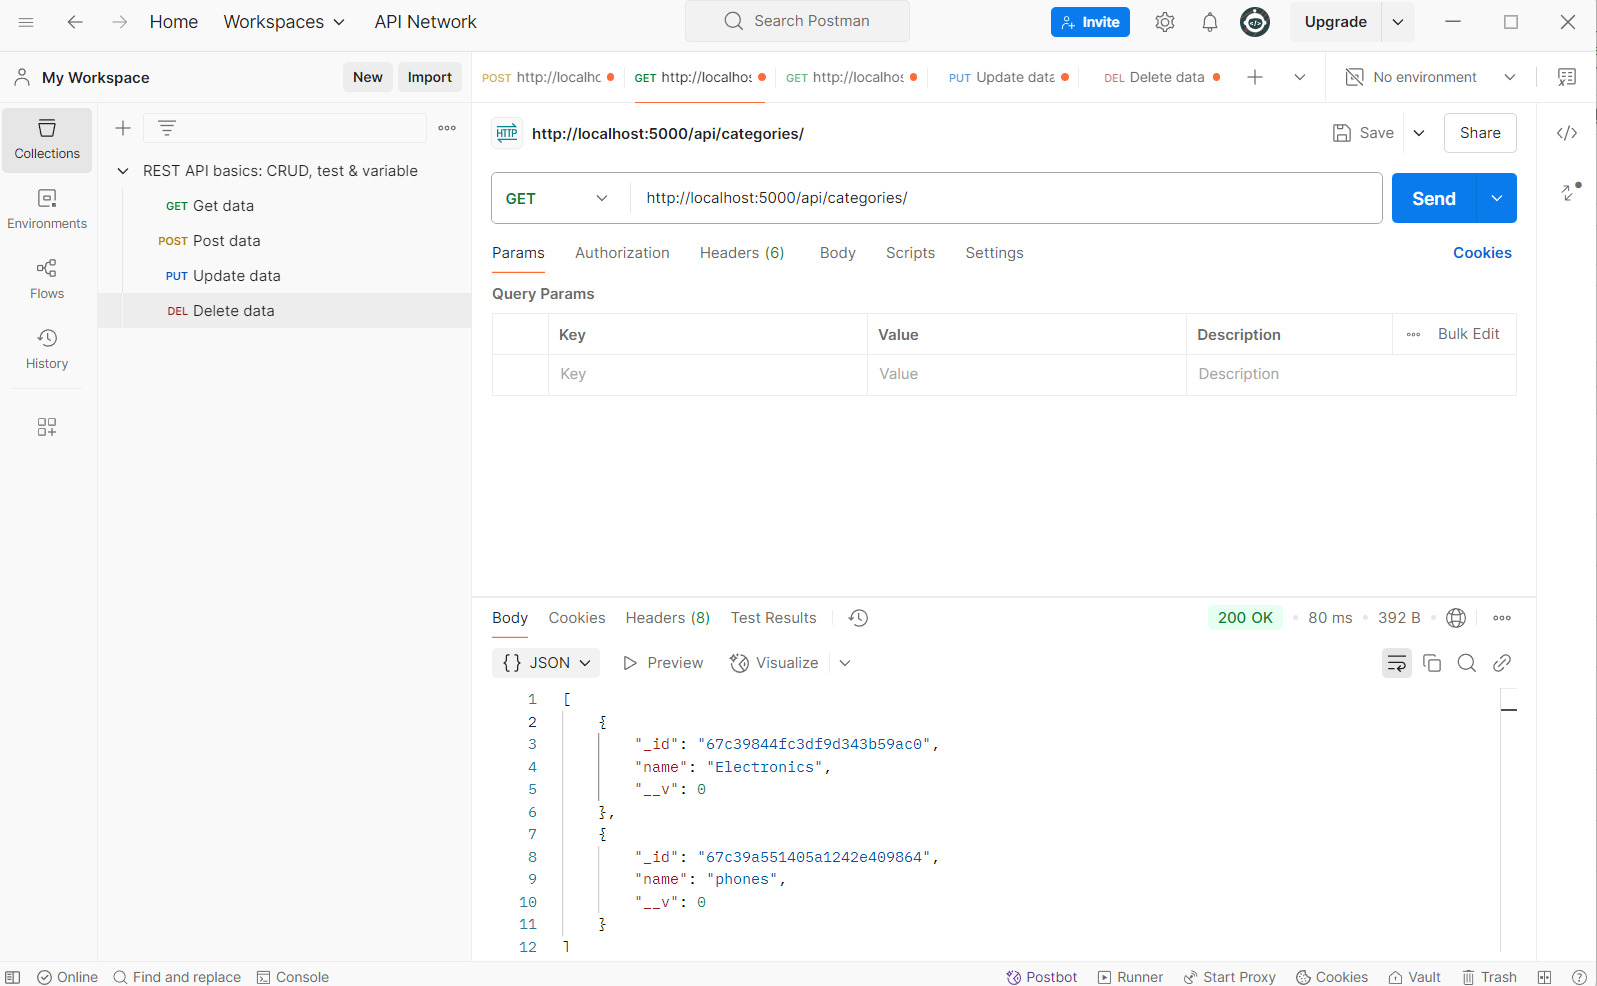 Home Workspaces API Network Search Postman Invite Upgrade
My Workspace New Import POST http://localhc GET http://localhos GET http://localhos PUT Update data DEL Delete data No environment
Collections
Environments
Flows
History
REST API basics: CRUD, test & variable
GET Get data
POST Post data
PUT Update data
DEL Delete data
HTTP http://localhost:5000/api/categories/ Save Share
GET http://localhost:5000/api/categories/ Send
Params Authorization Headers (6) Body Scripts Settings Cookies
Query Params
Key Value Description Bulk Edit
Key Value Description
Body Cookies Headers (8) Test Results 200 OK 80 ms 392 B
{} JSON Preview Visualize
1 [
2 {
3 "_id": "67c39844fc3df9d343b59ac0",
4 "name": "Electronics",
5 "__v": 0
6 },
7 {
8 "_id": "67c39a551405a1242e409864",
9 "name": "phones",
10 "__v": 0
11 }
12 ]
Online Find and replace Console Postbot Runner Start Proxy Cookies Vault Trash